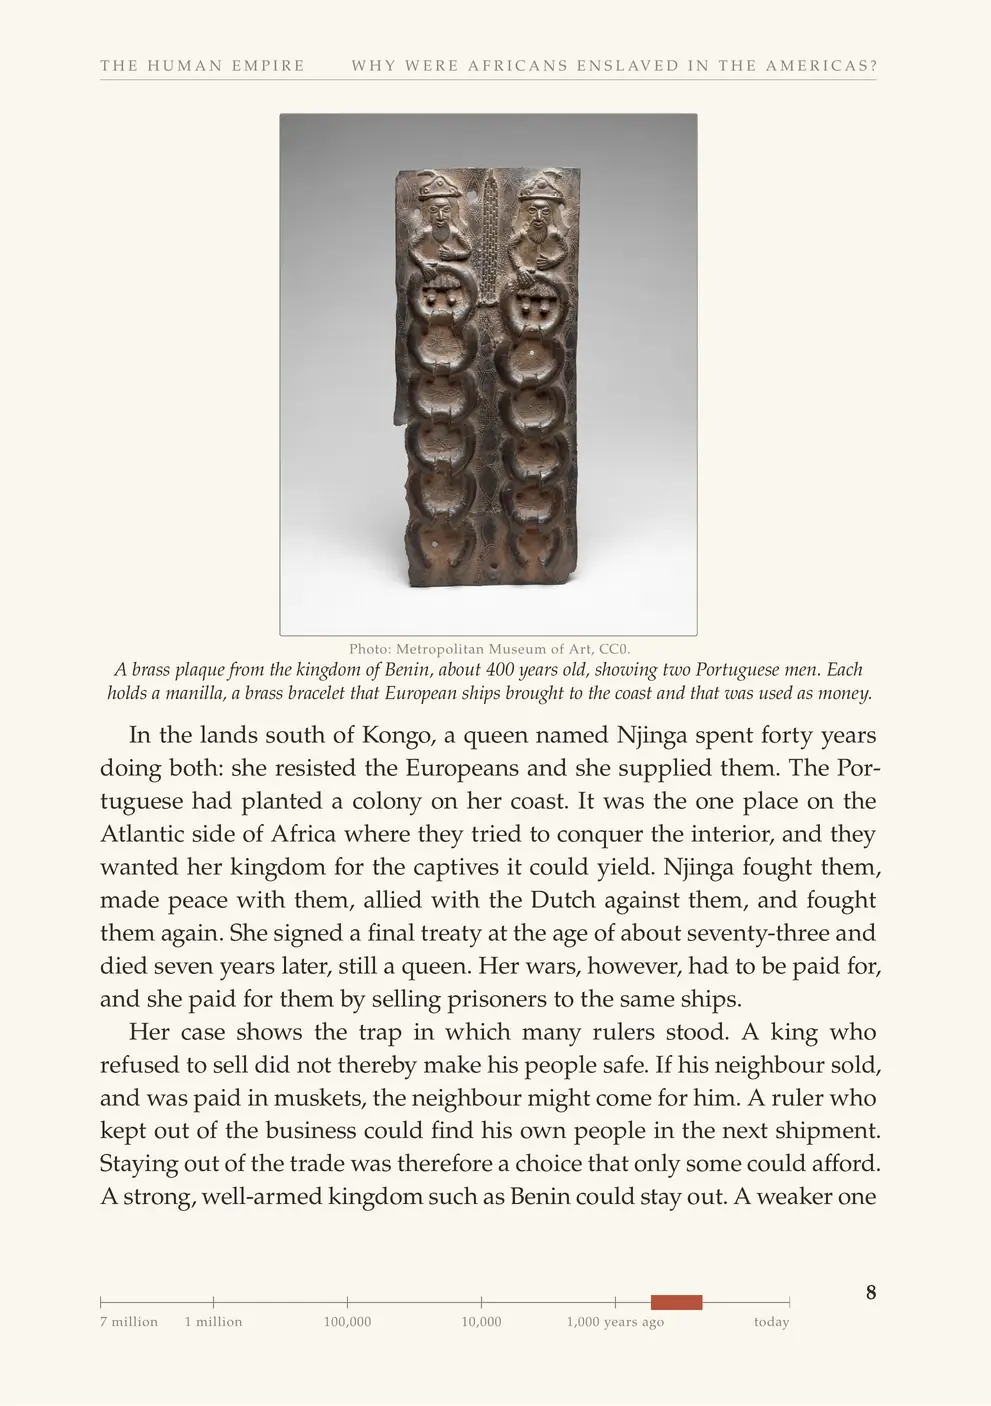 THE HUMAN EMPIRE WHY WERE AFRICANS ENSLAVED IN THE AMERICAS?
Photo: Metropolitan Museum of Art, CC0.
A brass plaque from the kingdom of Benin, about 400 years old, showing two Portuguese men. Each
holds a manilla, a brass bracelet that European ships brought to the coast and that was used as money.
In the lands south of Kongo, a queen named Njinga spent forty years
doing both: she resisted the Europeans and she supplied them. The Por-
tuguese had planted a colony on her coast. It was the one place on the
Atlantic side of Africa where they tried to conquer the interior, and they
wanted her kingdom for the captives it could yield. Njinga fought them,
made peace with them, allied with the Dutch against them, and fought
them again. She signed a final treaty at the age of about seventy-three and
died seven years later, still a queen. Her wars, however, had to be paid for,
and she paid for them by selling prisoners to the same ships.
Her case shows the trap in which many rulers stood. A king who
refused to sell did not thereby make his people safe. If his neighbour sold,
and was paid in muskets, the neighbour might come for him. A ruler who
kept out of the business could find his own people in the next shipment.
Staying out of the trade was therefore a choice that only some could afford.
A strong, well-armed kingdom such as Benin could stay out. A weaker one
8
7 million 1 million 100,000 10,000 1,000 years ago today